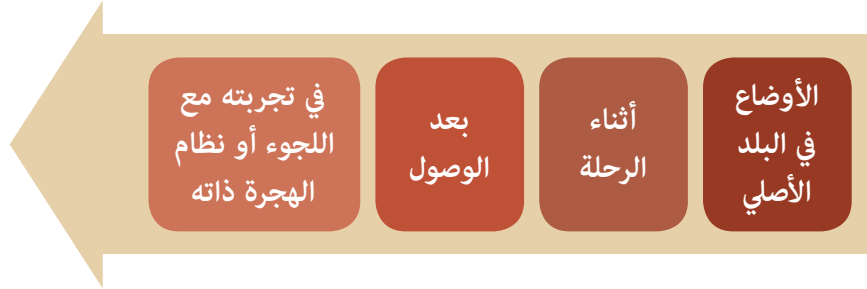 الأوضاع
في البلد
الأصلي
أثناء
الرحلة
بعد
الوصول
في تجربته مع
اللجوء أو نظام
الهجرة ذاته